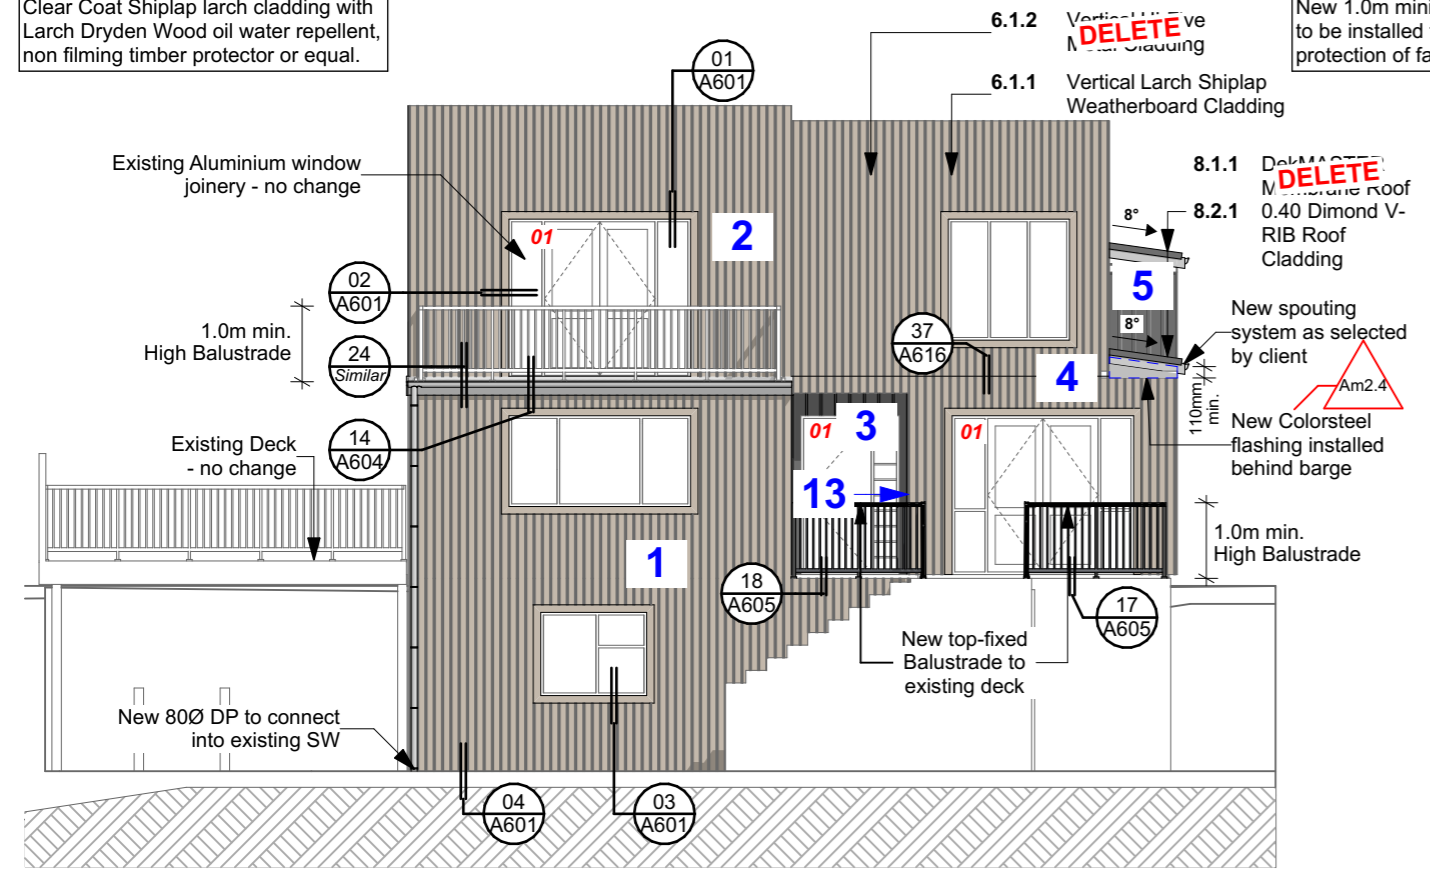 Clear Coat Shiplap larch cladding with
Larch Dryden Wood oil water repellent,
non filming timber protector or equal.
6.1.2 Vertical
DELETE
Cladding
6.1.1 Vertical Larch Shiplap
Weatherboard Cladding
New 1.0m mini
to be installed
protection of fa
01
A601
Existing Aluminium window
joinery - no change
8.1.1 DekMASTER
DELETE
Membrane Roof
8.2.1 0.40 Dimond V-
RIB Roof
Cladding
8°
01
2
5
02
A601
1.0m min.
High Balustrade
24
Similar
37
A616
8°
New spouting
system as selected
by client
4
Am2.4
110mm
min.
New Colorsteel
flashing installed
behind barge
14
A604
Existing Deck
- no change
01
3
01
13
1
1.0m min.
High Balustrade
18
A605
17
A605
New top-fixed
Balustrade to
existing deck
New 80Ø DP to connect
into existing SW
04
A601
03
A601